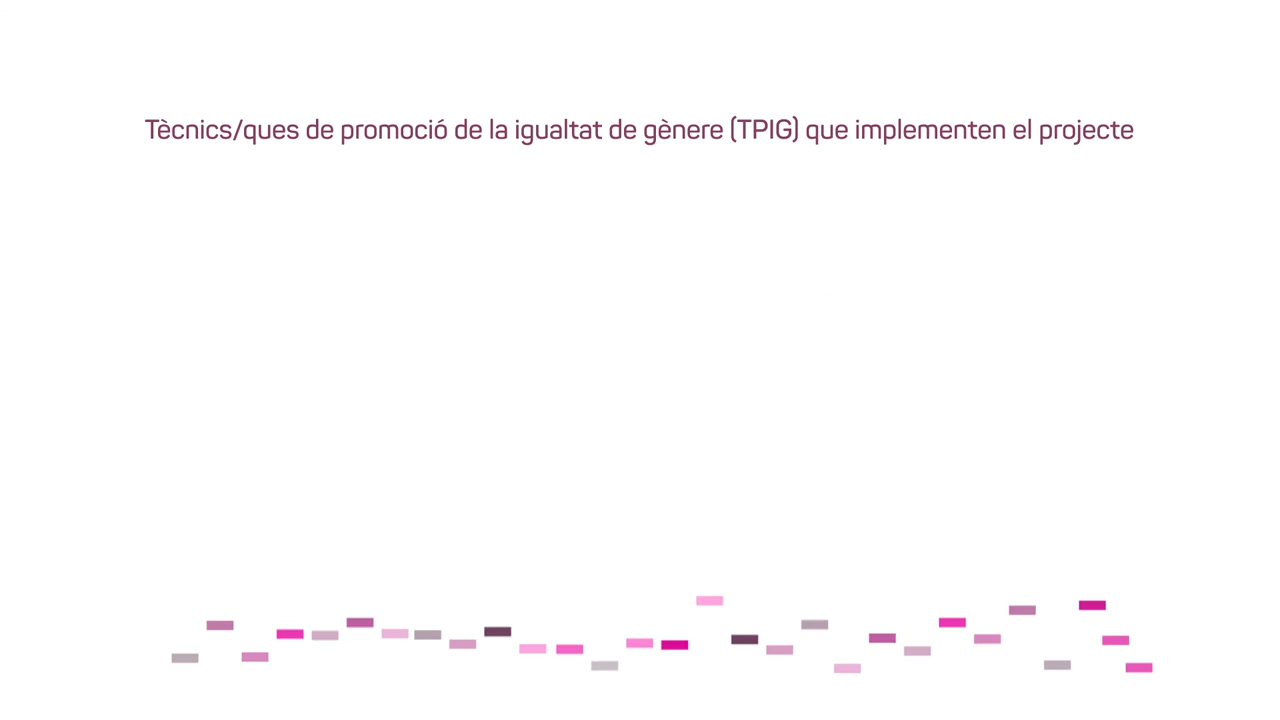 Tècnics/ques de promoció de la igualtat de gènere (TPIG) que implementen el projecte